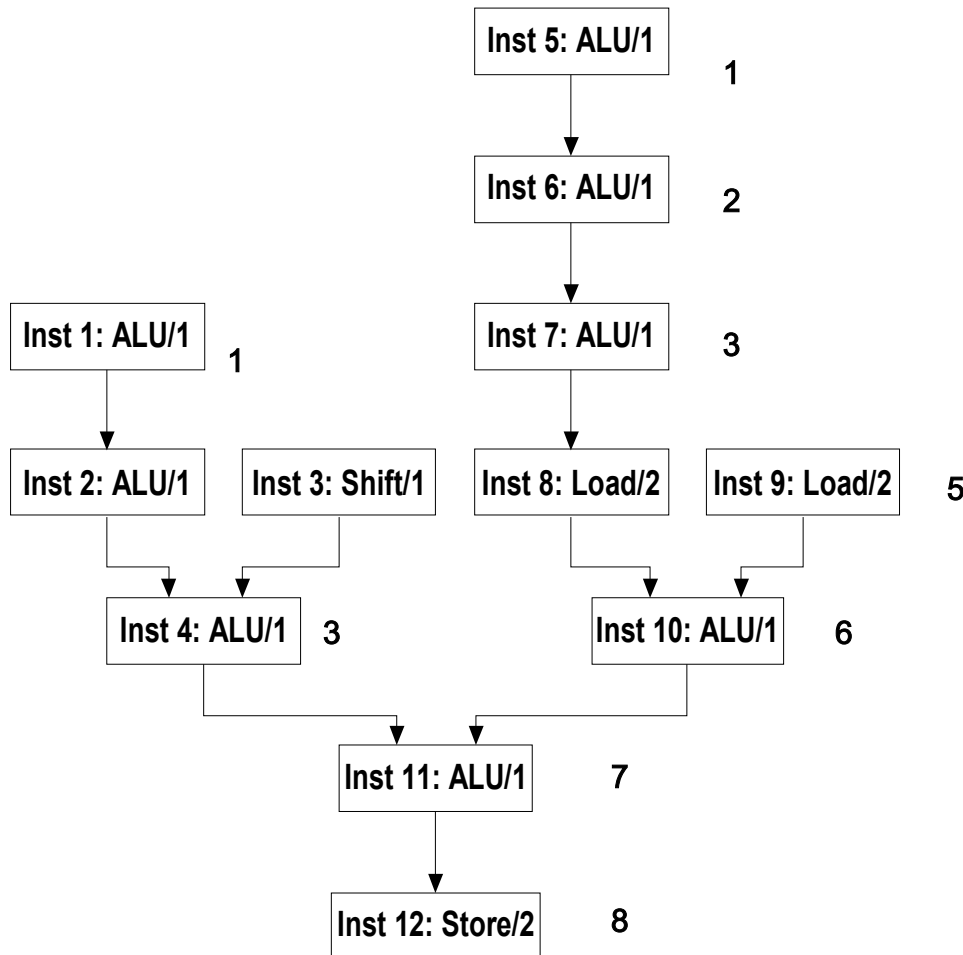 Inst 5: ALU/1
1
Inst 6: ALU/1
2
Inst 1: ALU/1
1
Inst 7: ALU/1
3
Inst 2: ALU/1
Inst 3: Shift/1
Inst 8: Load/2
Inst 9: Load/2
5
Inst 4: ALU/1
3
Inst 10: ALU/1
6
Inst 11: ALU/1
7
Inst 12: Store/2
8